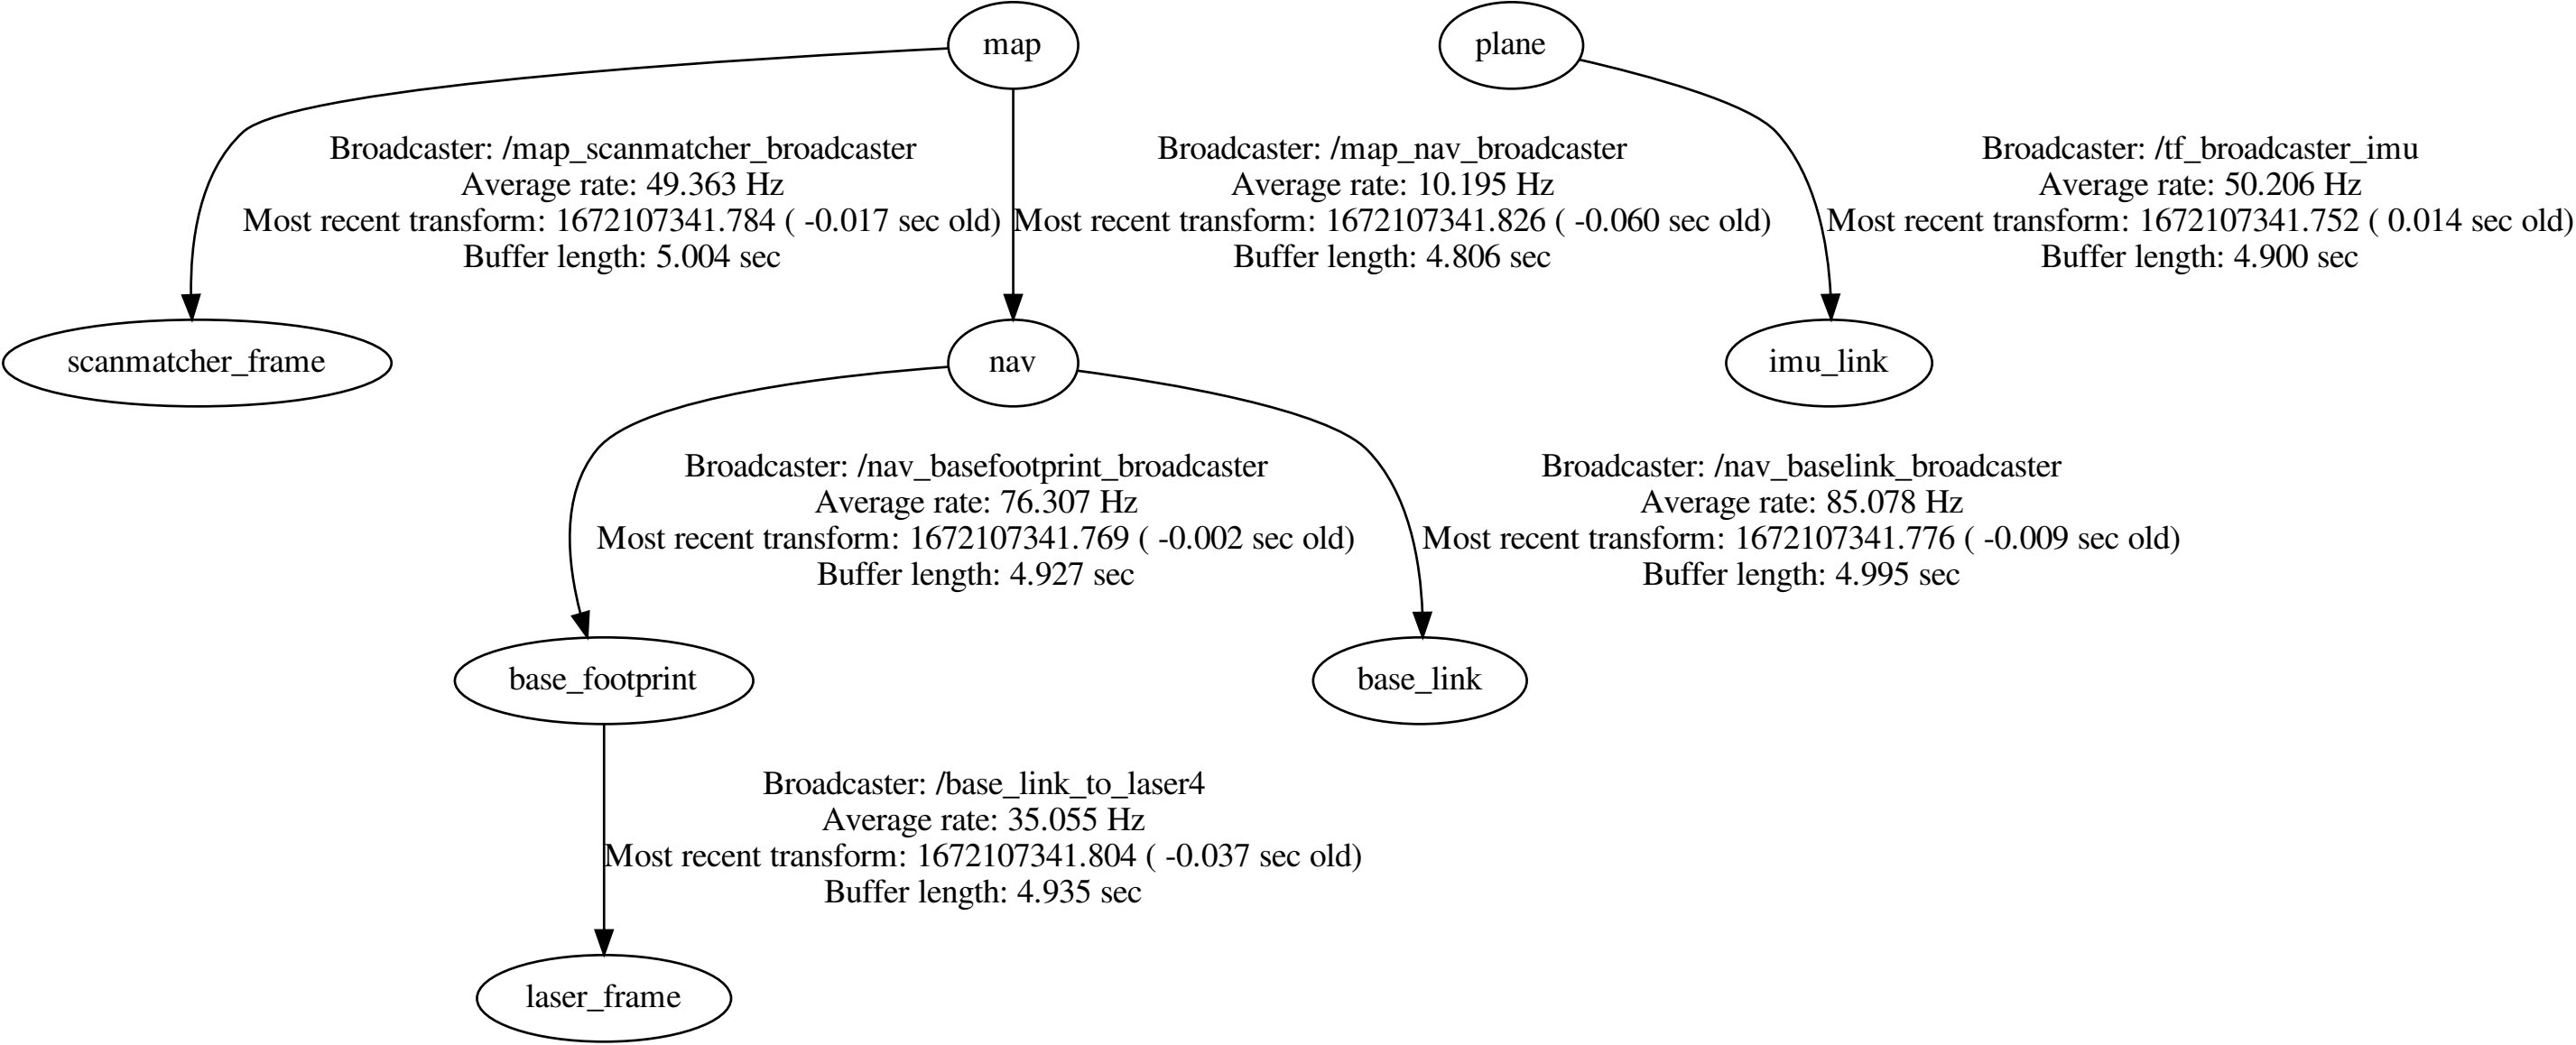 map
plane
Broadcaster: /map_scanmatcher_broadcaster
Average rate: 49.363 Hz
Most recent transform: 1672107341.784 ( -0.017 sec old)
Buffer length: 5.004 sec
Broadcaster: /map_nav_broadcaster
Average rate: 10.195 Hz
Most recent transform: 1672107341.826 ( -0.060 sec old)
Buffer length: 4.806 sec
Broadcaster: /tf_broadcaster_imu
Average rate: 50.206 Hz
Most recent transform: 1672107341.752 ( 0.014 sec old)
Buffer length: 4.900 sec
scanmatcher_frame
nav
imu_link
Broadcaster: /nav_basefootprint_broadcaster
Average rate: 76.307 Hz
Most recent transform: 1672107341.769 ( -0.002 sec old)
Buffer length: 4.927 sec
Broadcaster: /nav_baselink_broadcaster
Average rate: 85.078 Hz
Most recent transform: 1672107341.776 ( -0.009 sec old)
Buffer length: 4.995 sec
base_footprint
base_link
Broadcaster: /base_link_to_laser4
Average rate: 35.055 Hz
Most recent transform: 1672107341.804 ( -0.037 sec old)
Buffer length: 4.935 sec
laser_frame